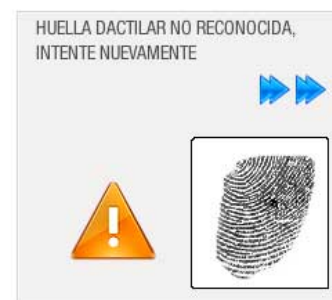 HUELLA DACTILAR NO RECONOCIDA,
INTENTE NUEVAMENTE